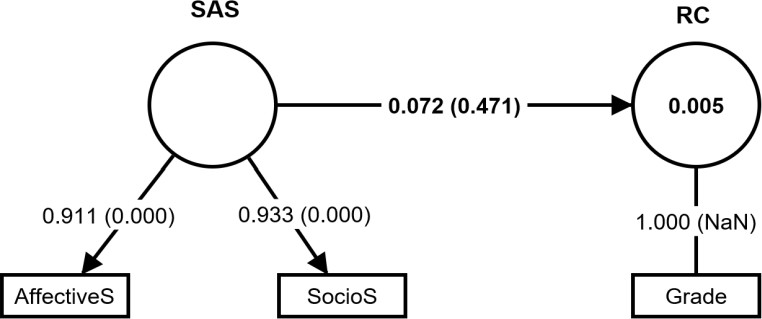 SAS
RC
0.072 (0.471)
0.005
0.911 (0.000)
0.933 (0.000)
1.000 (NaN)
AffectiveS
SocioS
Grade